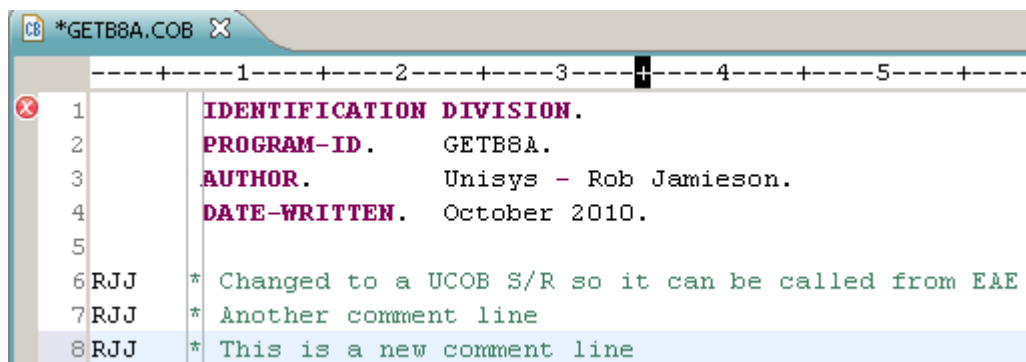 CB *GETB8A.COB
----+----1----+----2----+----3----+----4----+----5----+----
1 IDENTIFICATION DIVISION.
2 PROGRAM-ID. GETB8A.
3 AUTHOR. Unisys - Rob Jamieson.
4 DATE-WRITTEN. October 2010.
5
6 RJJ * Changed to a UCOB S/R so it can be called from EAE
7 RJJ * Another comment line
8 RJJ * This is a new comment line